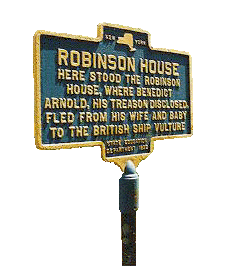 NEW YORK
ROBINSON HOUSE
HERE STOOD THE ROBINSON
HOUSE, WHERE BENEDICT
ARNOLD, HIS TREASON DISCLOSED,
FLED FROM HIS WIFE AND BABY
TO THE BRITISH SHIP VULTURE
STATE EDUCATION
DEPARTMENT 1932